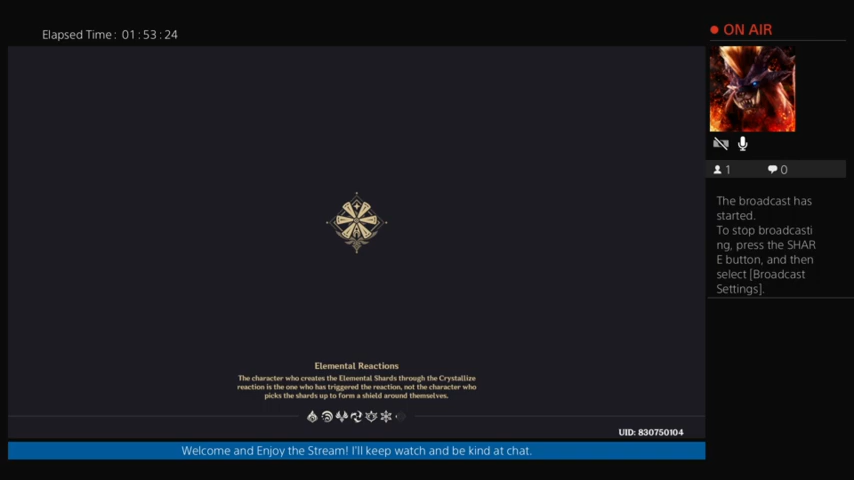 Elapsed Time: 01:53:24
ON AIR
1
0
The broadcast has
started.
To stop broadcasti
ng, press the SHAR
E button, and then
select [Broadcast
Settings].
Elemental Reactions
The character who creates the Elemental Shards through the Crystallize
reaction is the one who has triggered the reaction, not the character who
picks the shards up to form a shield around themselves.
UID: 830750104
Welcome and Enjoy the Stream! I'll keep watch and be kind at chat.